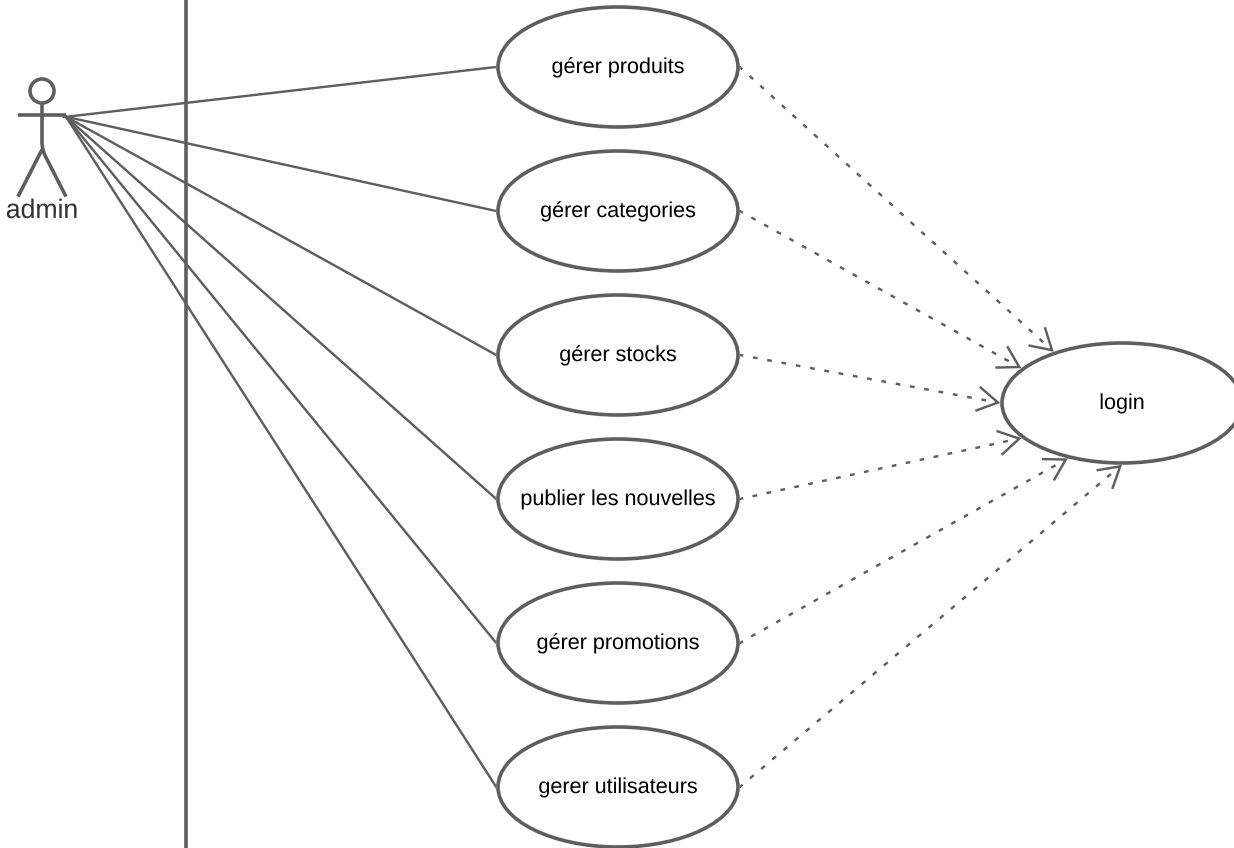 gérer produits
admin
gérer categories
gérer stocks
login
publier les nouvelles
gérer promotions
gerer utilisateurs